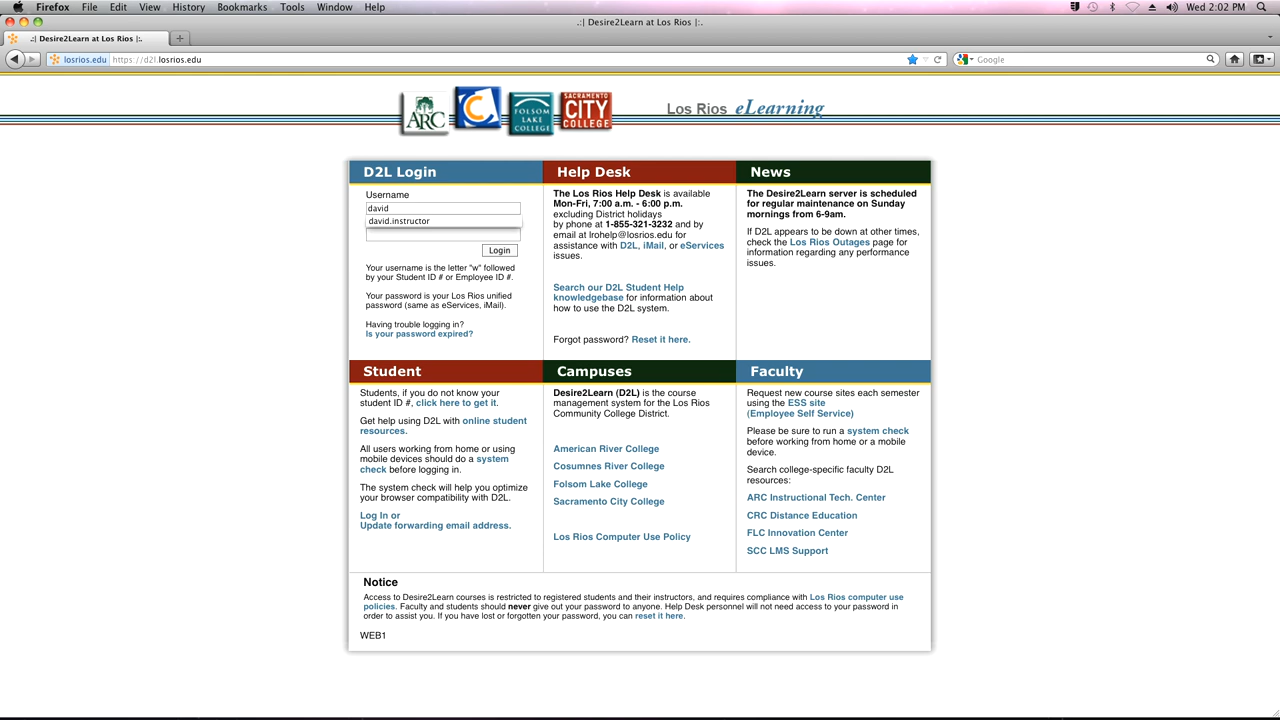 Firefox File Edit View History Bookmarks Tools Window Help
Wed 2:02 PM
.:| Desire2Learn at Los Rios |:.
.:| Desire2Learn at Los Rios |:.
losrios.edu https://d2l.losrios.edu
Google
ARC
C
FOLSOM LAKE COLLEGE
SACRAMENTO CITY COLLEGE
Los Rios eLearning
D2L Login
Username
david
david.instructor
Login
Your username is the letter "w" followed
by your Student ID # or Employee ID #.
Your password is your Los Rios unified
password (same as eServices, iMail).
Having trouble logging in?
Is your password expired?
Help Desk
The Los Rios Help Desk is available
Mon-Fri, 7:00 a.m. - 6:00 p.m.
excluding District holidays
by phone at 1-855-321-3232 and by
email at lrohelp@losrios.edu for
assistance with D2L, iMail, or eServices
issues.
Search our D2L Student Help
knowledgebase for information about
how to use the D2L system.
Forgot password? Reset it here.
News
The Desire2Learn server is scheduled
for regular maintenance on Sunday
mornings from 6-9am.
If D2L appears to be down at other times,
check the Los Rios Outages page for
information regarding any performance
issues.
Student
Students, if you do not know your
student ID #, click here to get it.
Get help using D2L with online student
resources.
All users working from home or using
mobile devices should do a system
check before logging in.
The system check will help you optimize
your browser compatibility with D2L.
Log In or
Update forwarding email address.
Campuses
Desire2Learn (D2L) is the course
management system for the Los Rios
Community College District.
American River College
Cosumnes River College
Folsom Lake College
Sacramento City College
Los Rios Computer Use Policy
Faculty
Request new course sites each semester
using the ESS site
(Employee Self Service)
Please be sure to run a system check
before working from home or a mobile
device.
Search college-specific faculty D2L
resources:
ARC Instructional Tech. Center
CRC Distance Education
FLC Innovation Center
SCC LMS Support
Notice
Access to Desire2Learn courses is restricted to registered students and their instructors, and requires compliance with Los Rios computer use
policies. Faculty and students should never give out your password to anyone. Help Desk personnel will not need access to your password in
order to assist you. If you have lost or forgotten your password, you can reset it here.
WEB1